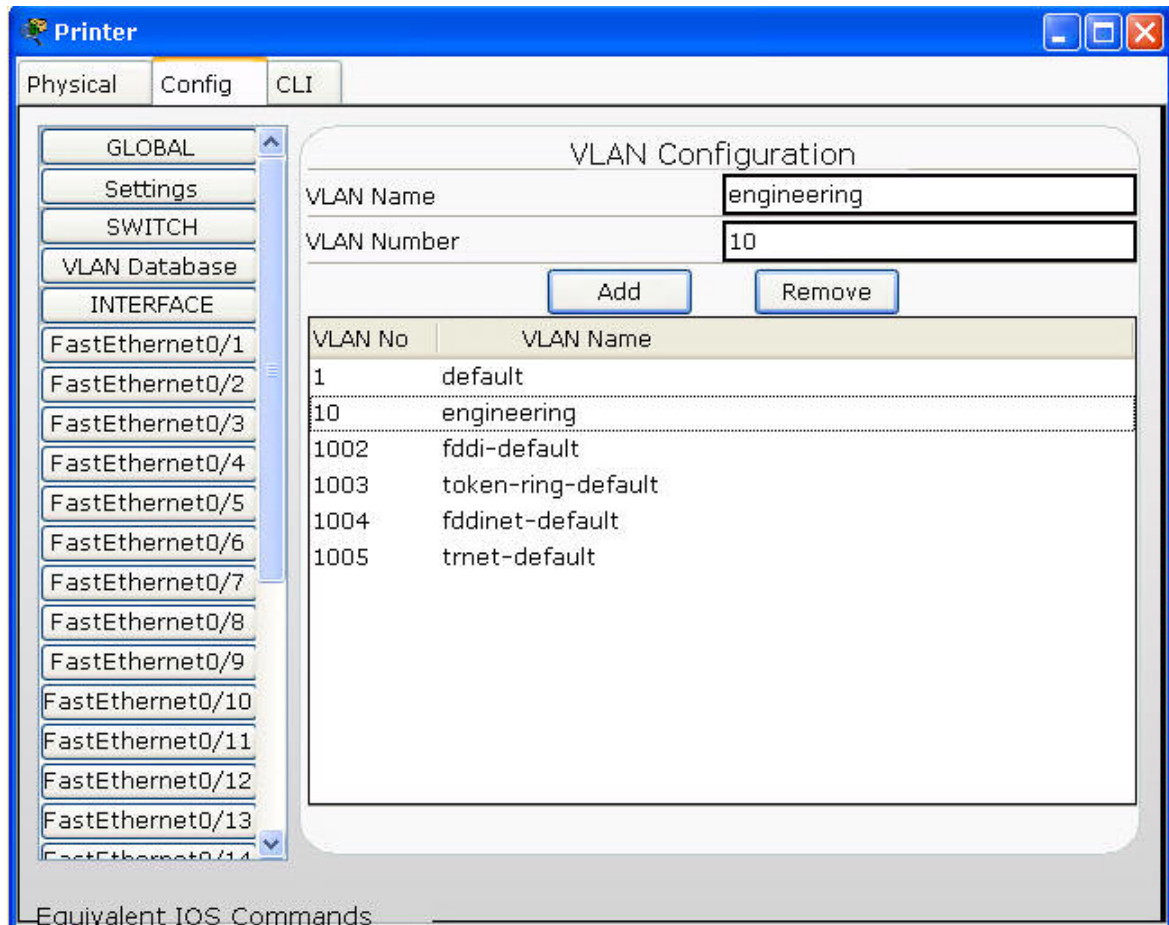 Printer
Physical Config CLI
GLOBAL
Settings
SWITCH
VLAN Database
INTERFACE
FastEthernet0/1
FastEthernet0/2
FastEthernet0/3
FastEthernet0/4
FastEthernet0/5
FastEthernet0/6
FastEthernet0/7
FastEthernet0/8
FastEthernet0/9
FastEthernet0/10
FastEthernet0/11
FastEthernet0/12
FastEthernet0/13
FastEthernet0/14
VLAN Configuration
VLAN Name engineering
VLAN Number 10
Add Remove
VLAN No VLAN Name
1 default
10 engineering
1002 fddi-default
1003 token-ring-default
1004 fddinet-default
1005 trnet-default
Equivalent IOS Commands